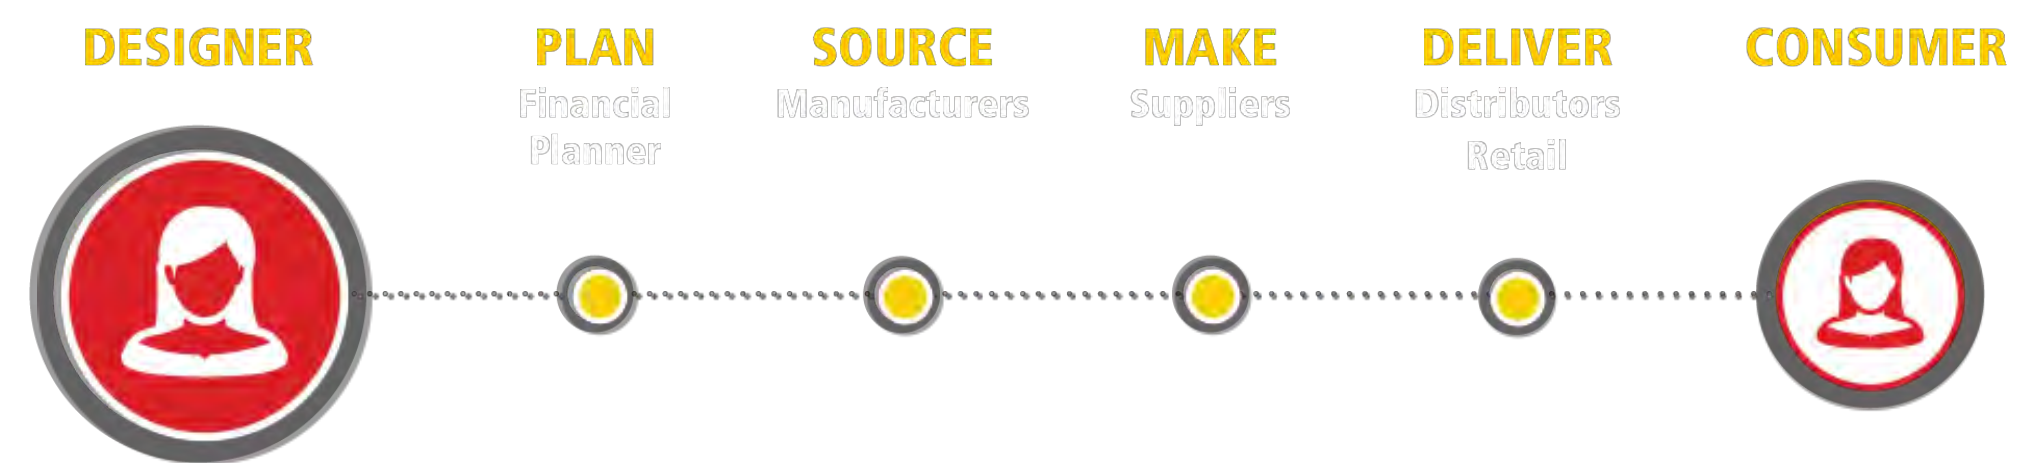 DESIGNER
PLAN
Financial
Planner
SOURCE
Manufacturers
MAKE
Suppliers
DELIVER
Distributors
Retail
CONSUMER